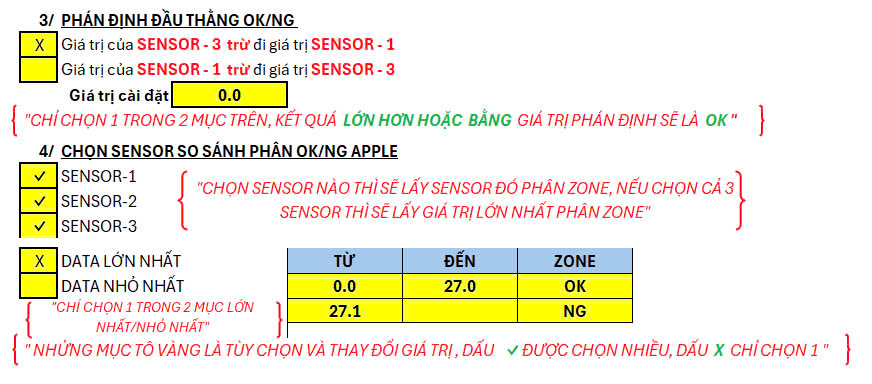 3/ PHÁN ĐỊNH ĐẦU THẲNG OK/NG
X Giá trị của SENSOR - 3 trừ đi giá trị SENSOR - 1
Giá trị của SENSOR - 1 trừ đi giá trị SENSOR - 3
Giá trị cài đặt 0.0
"CHỈ CHỌN 1 TRONG 2 MỤC TRÊN, KẾT QUẢ LỚN HƠN HOẶC BẰNG GIÁ TRỊ PHÁN ĐỊNH SẼ LÀ OK "
4/ CHỌN SENSOR SO SÁNH PHÂN OK/NG APPLE
✓ SENSOR-1
✓ SENSOR-2
✓ SENSOR-3
"CHỌN SENSOR NÀO THÌ SẼ LẤY SENSOR ĐÓ PHÂN ZONE, NẾU CHỌN CẢ 3
SENSOR THÌ SẼ LẤY GIÁ TRỊ LỚN NHẤT PHÂN ZONE"
X DATA LỚN NHẤT
DATA NHỎ NHẤT
"CHỈ CHỌN 1 TRONG 2 MỤC LỚN
NHẤT/NHỎ NHẤT"
TỪ ĐẾN ZONE
0.0 27.0 OK
27.1 NG
" NHỬNG MỤC TÔ VÀNG LÀ TÙY CHỌN VÀ THAY ĐỔI GIÁ TRỊ , DẤU ✓ ĐƯỢC CHỌN NHIỀU, DẤU X CHỈ CHỌN 1 "